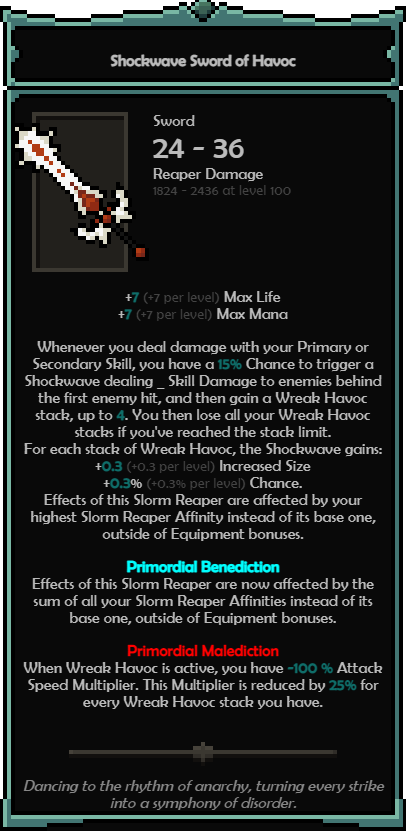 Shockwave Sword of Havoc
Sword
24 - 36
Reaper Damage
1824 - 2436 at level 100
+7 (+7 per level) Max Life
+7 (+7 per level) Max Mana
Whenever you deal damage with your Primary or
Secondary Skill, you have a 15% Chance to trigger a
Shockwave dealing _ Skill Damage to enemies behind
the first enemy hit, and then gain a Wreak Havoc
stack, up to 4. You then lose all your Wreak Havoc
stacks if you've reached the stack limit.
For each stack of Wreak Havoc, the Shockwave gains:
+0.3 (+0.3 per level) Increased Size
+0.3% (+0.3% per level) Chance.
Effects of this Slorm Reaper are affected by your
highest Slorm Reaper Affinity instead of its base one,
outside of Equipment bonuses.
Primordial Benediction
Effects of this Slorm Reaper are now affected by the
sum of all your Slorm Reaper Affinities instead of its
base one, outside of Equipment bonuses.
Primordial Malediction
When Wreak Havoc is active, you have -100 % Attack
Speed Multiplier. This Multiplier is reduced by 25% for
every Wreak Havoc stack you have.
Dancing to the rhythm of anarchy, turning every strike
into a symphony of disorder.